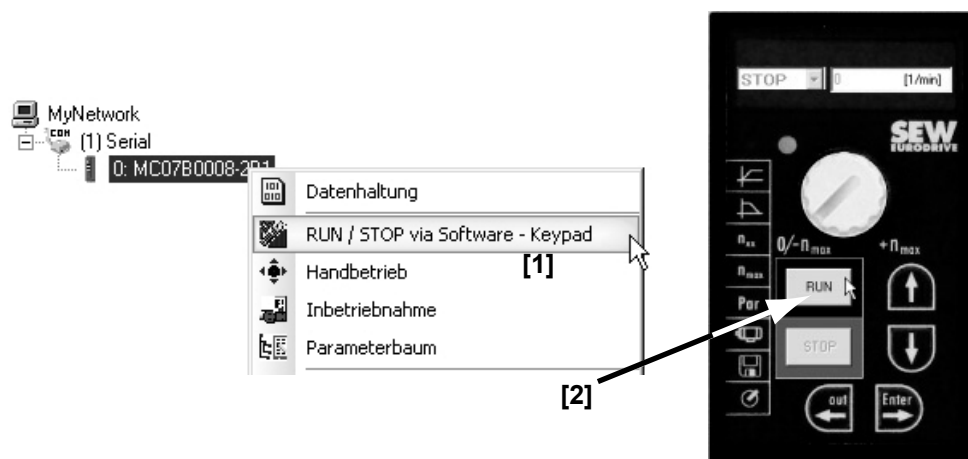 MyNetwork
COM
(1) Serial
0: MC07B0008-2B1
Datenhaltung
RUN / STOP via Software - Keypad
[1]
Handbetrieb
Inbetriebnahme
Parameterbaum
[2]
STOP 0 [1/min]
SEW
EURODRIVE
0/-nmax +nmax
nmax
Par
RUN
STOP
out
Enter